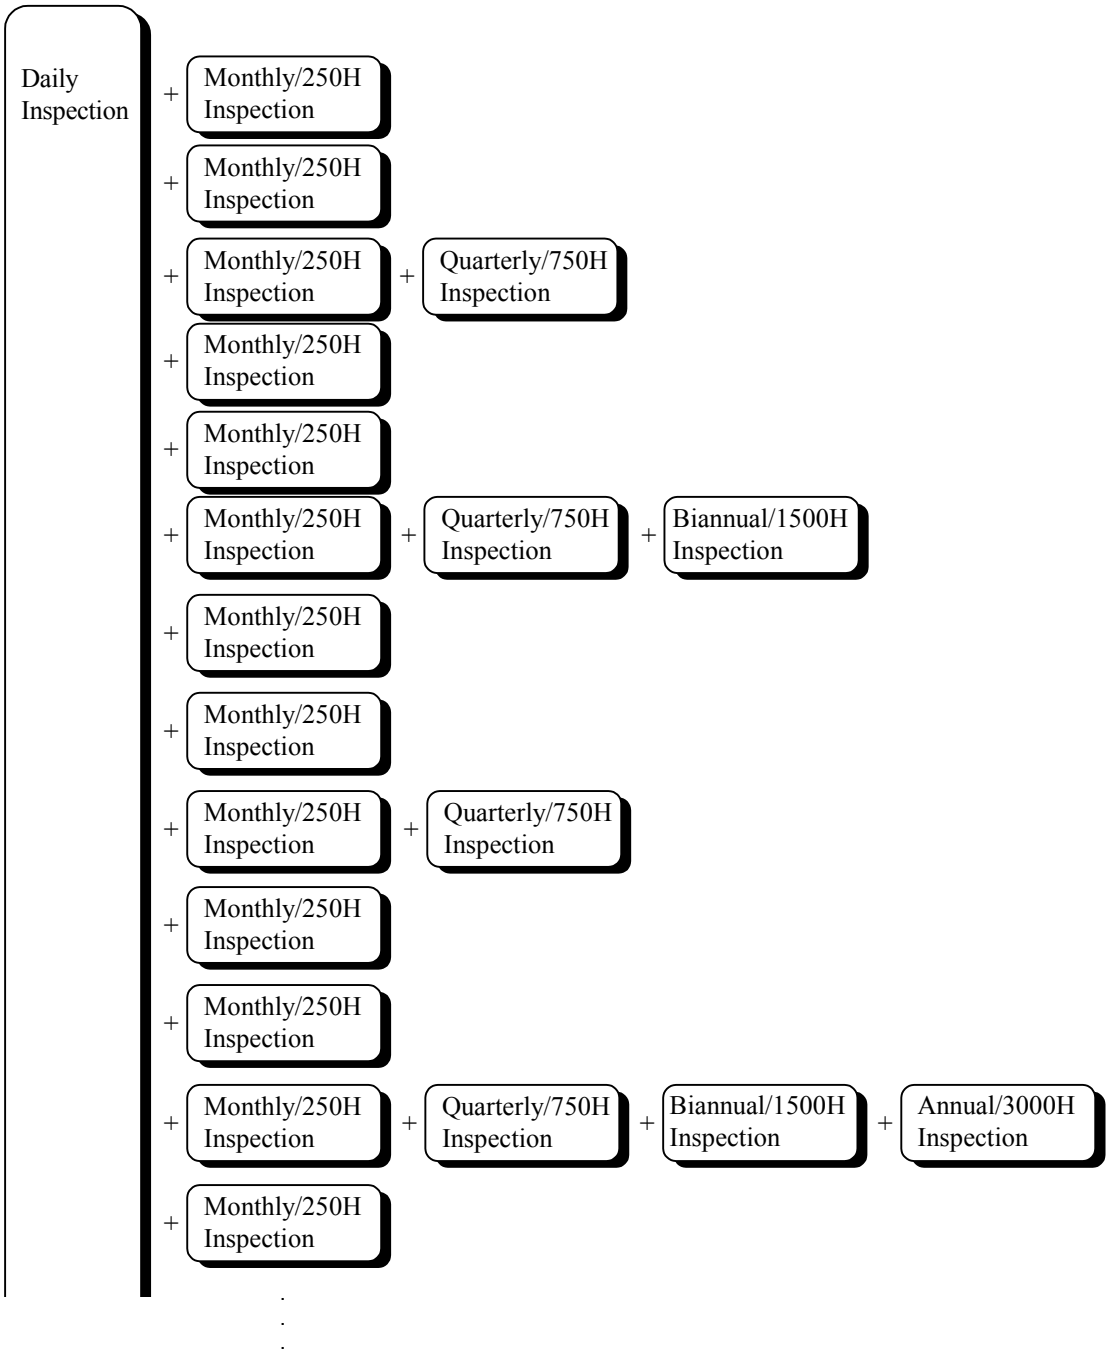 Daily
Inspection
+
Monthly/250H
Inspection
+
Monthly/250H
Inspection
+
Monthly/250H
Inspection
+
Quarterly/750H
Inspection
+
Monthly/250H
Inspection
+
Monthly/250H
Inspection
+
Monthly/250H
Inspection
+
Quarterly/750H
Inspection
+
Biannual/1500H
Inspection
+
Monthly/250H
Inspection
+
Monthly/250H
Inspection
+
Monthly/250H
Inspection
+
Quarterly/750H
Inspection
+
Monthly/250H
Inspection
+
Monthly/250H
Inspection
+
Monthly/250H
Inspection
+
Quarterly/750H
Inspection
+
Biannual/1500H
Inspection
+
Annual/3000H
Inspection
+
Monthly/250H
Inspection
.
.
.